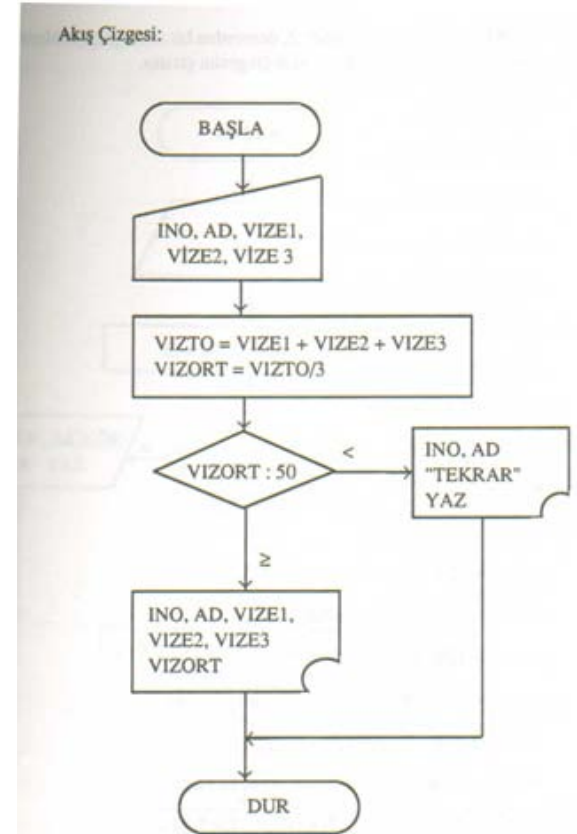 Akış Çizgesi:
BAŞLA
INO, AD, VIZE1,
VİZE2, VİZE 3
VIZTO = VIZE1 + VIZE2 + VIZE3
VIZORT = VIZTO/3
VIZORT : 50
<
INO, AD
"TEKRAR"
YAZ
≥
INO, AD, VIZE1,
VIZE2, VIZE3
VIZORT
DUR